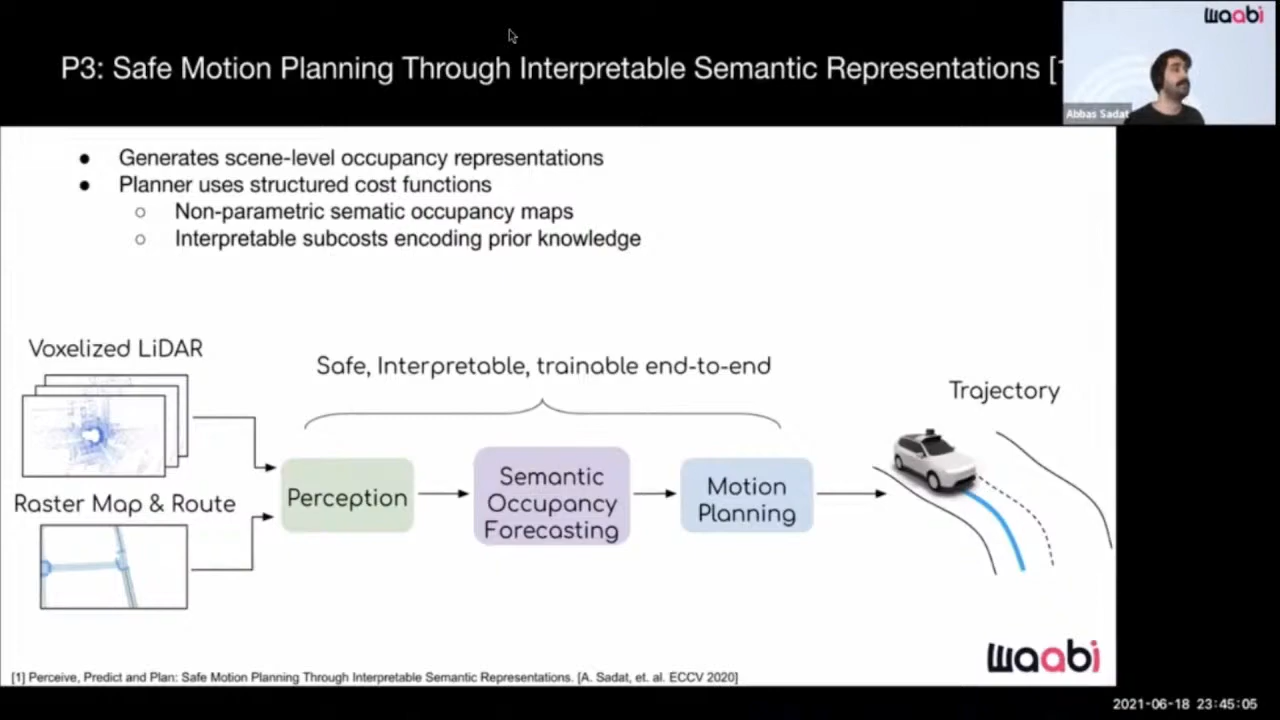 P3: Safe Motion Planning Through Interpretable Semantic Representations [1
waabi
Abbas Sadat
● Generates scene-level occupancy representations
● Planner uses structured cost functions
○ Non-parametric sematic occupancy maps
○ Interpretable subcosts encoding prior knowledge
Voxelized LiDAR
Safe, Interpretable, trainable end-to-end
Trajectory
Raster Map & Route
Perception
Semantic
Occupancy
Forecasting
Motion
Planning
waabi
[1] Perceive, Predict and Plan: Safe Motion Planning Through Interpretable Semantic Representations. [A. Sadat, et. al. ECCV 2020]
2021-06-18 23:45:05